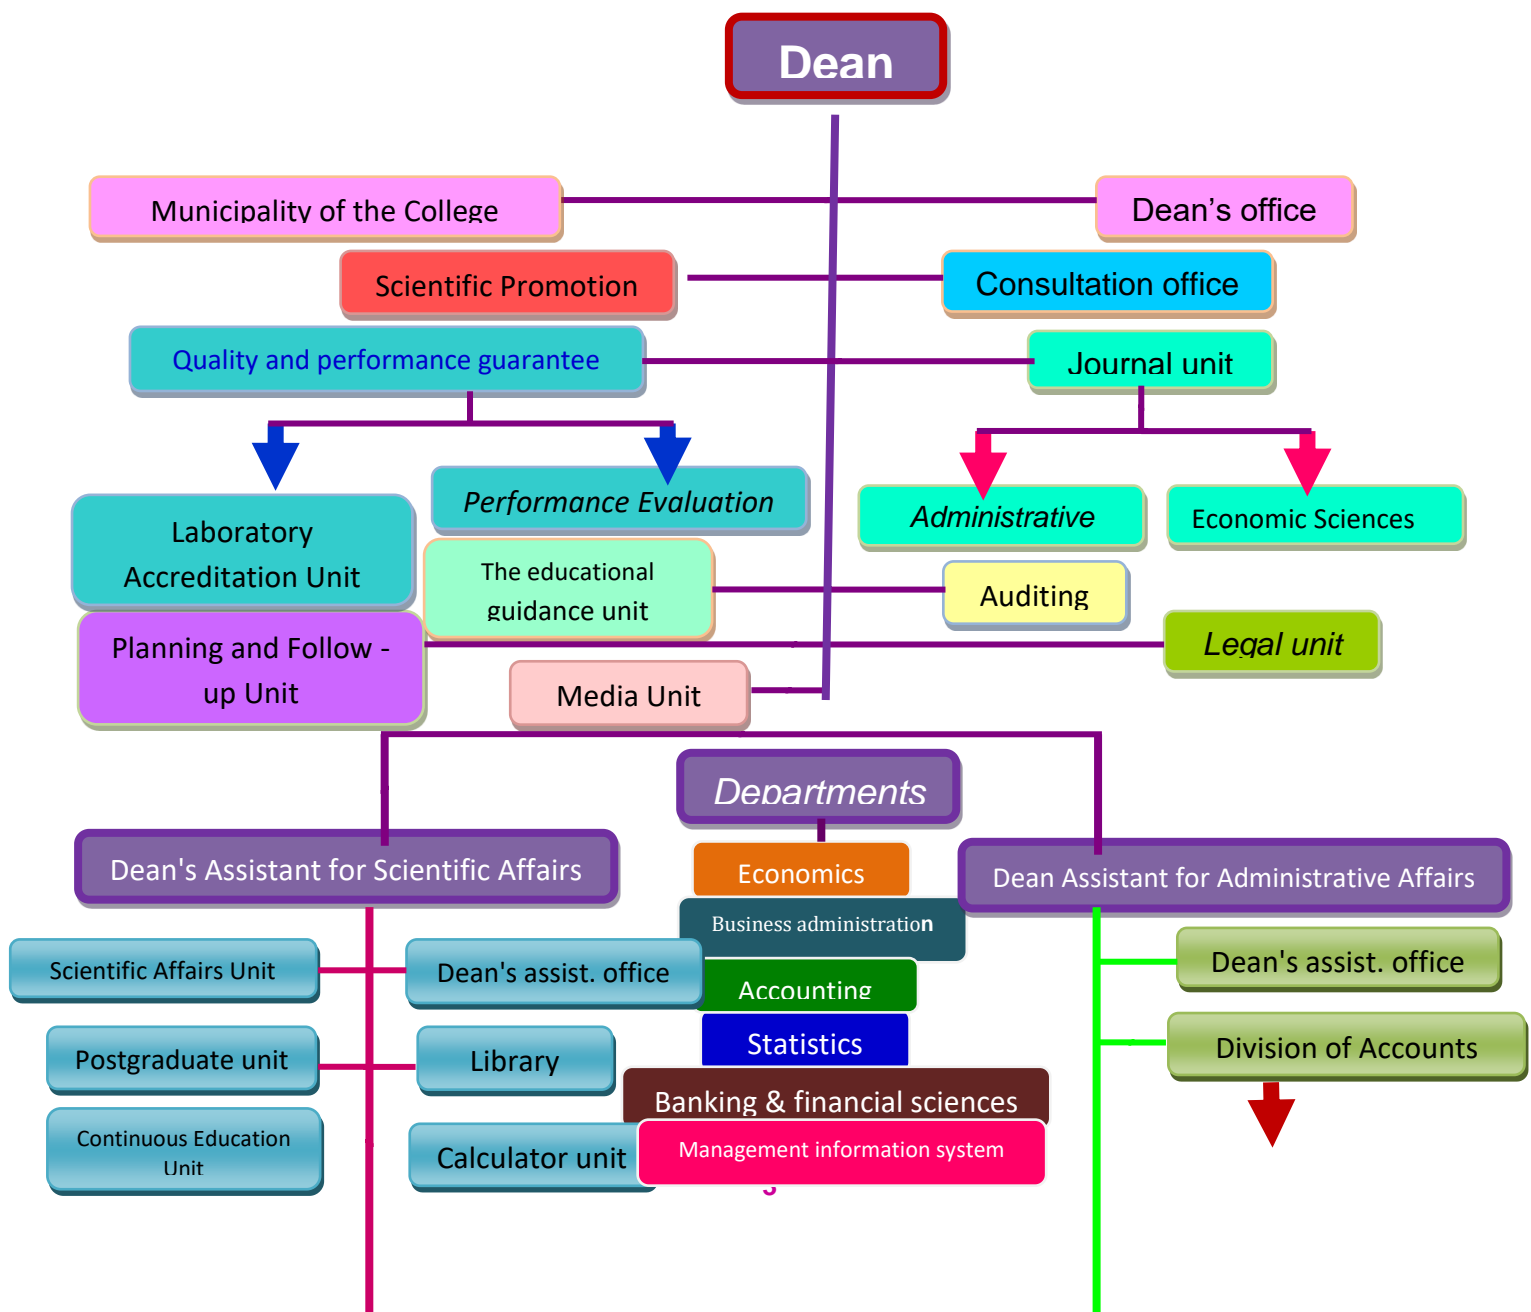 Dean
Municipality of the College
Dean's office
Scientific Promotion
Consultation office
Quality and performance guarantee
Journal unit
Performance Evaluation
Administrative
Economic Sciences
Laboratory
Accreditation Unit
The educational
guidance unit
Auditing
Planning and Follow -
up Unit
Legal unit
Media Unit
Departments
Dean's Assistant for Scientific Affairs
Economics
Dean Assistant for Administrative Affairs
Business administration
Scientific Affairs Unit
Dean's assist. office
Dean's assist. office
Accounting
Statistics
Postgraduate unit
Library
Division of Accounts
Banking & financial sciences
Continuous Education
Unit
Calculator unit
Management information system
3